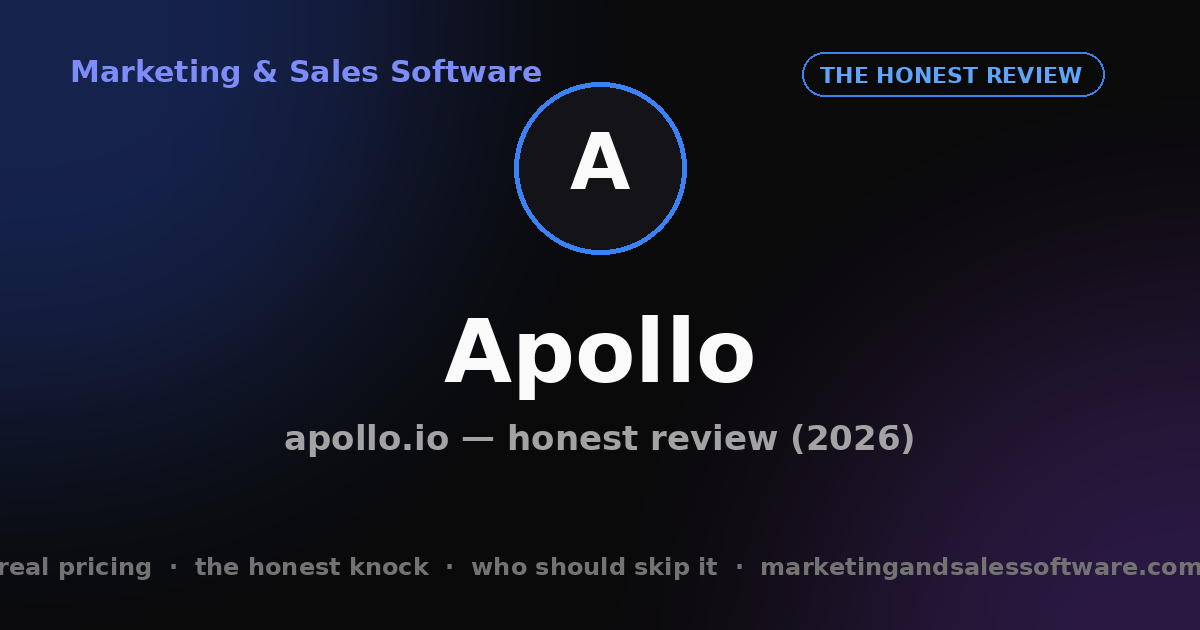 Marketing & Sales Software
THE HONEST REVIEW
A
Apollo
apollo.io — honest review (2026)
real pricing · the honest knock · who should skip it · marketingandsalessoftware.com